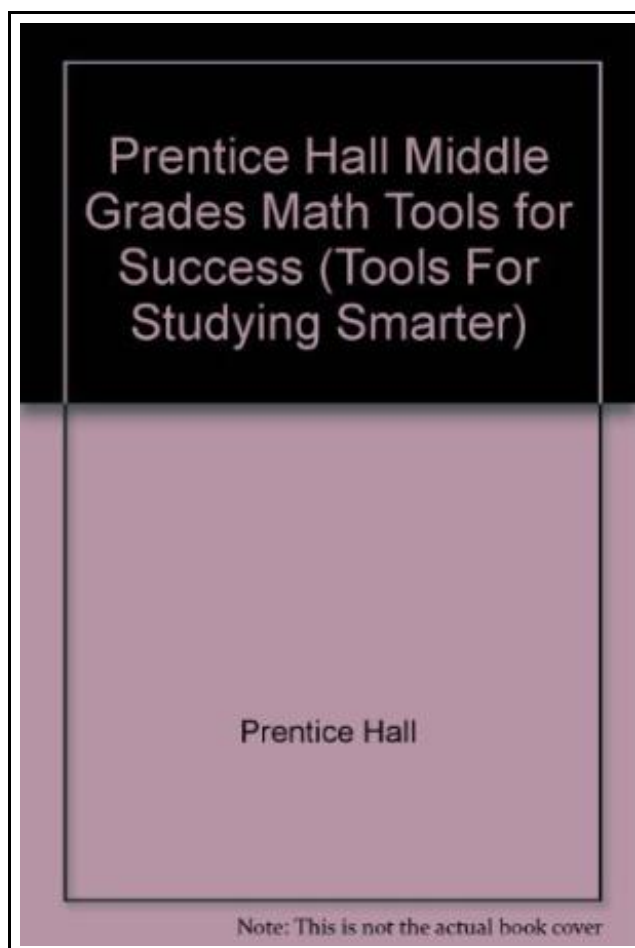 Prentice Hall Middle
Grades Math Tools for
Success (Tools For
Studying Smarter)
Prentice Hall
Note: This is not the actual book cover